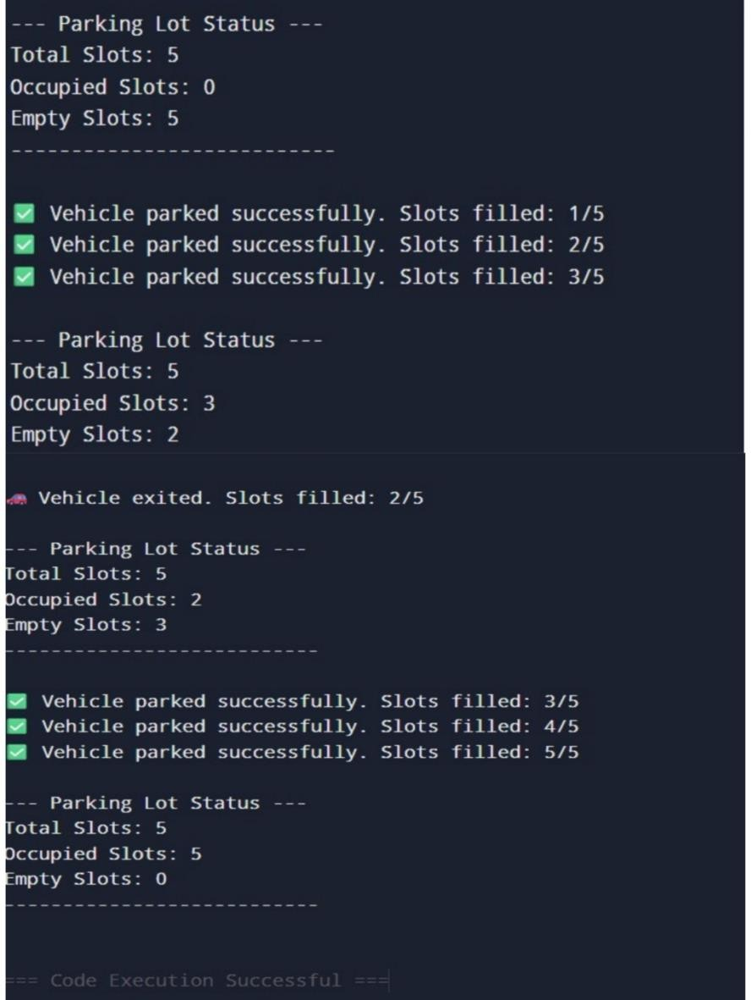 --- Parking Lot Status ---
Total Slots: 5
Occupied Slots: 0
Empty Slots: 5
---------------------------
✅ Vehicle parked successfully. Slots filled: 1/5
✅ Vehicle parked successfully. Slots filled: 2/5
✅ Vehicle parked successfully. Slots filled: 3/5
--- Parking Lot Status ---
Total Slots: 5
Occupied Slots: 3
Empty Slots: 2
🚗 Vehicle exited. Slots filled: 2/5
--- Parking Lot Status ---
Total Slots: 5
Occupied Slots: 2
Empty Slots: 3
---------------------------
✅ Vehicle parked successfully. Slots filled: 3/5
✅ Vehicle parked successfully. Slots filled: 4/5
✅ Vehicle parked successfully. Slots filled: 5/5
--- Parking Lot Status ---
Total Slots: 5
Occupied Slots: 5
Empty Slots: 0
---------------------------
=== Code Execution Successful ===